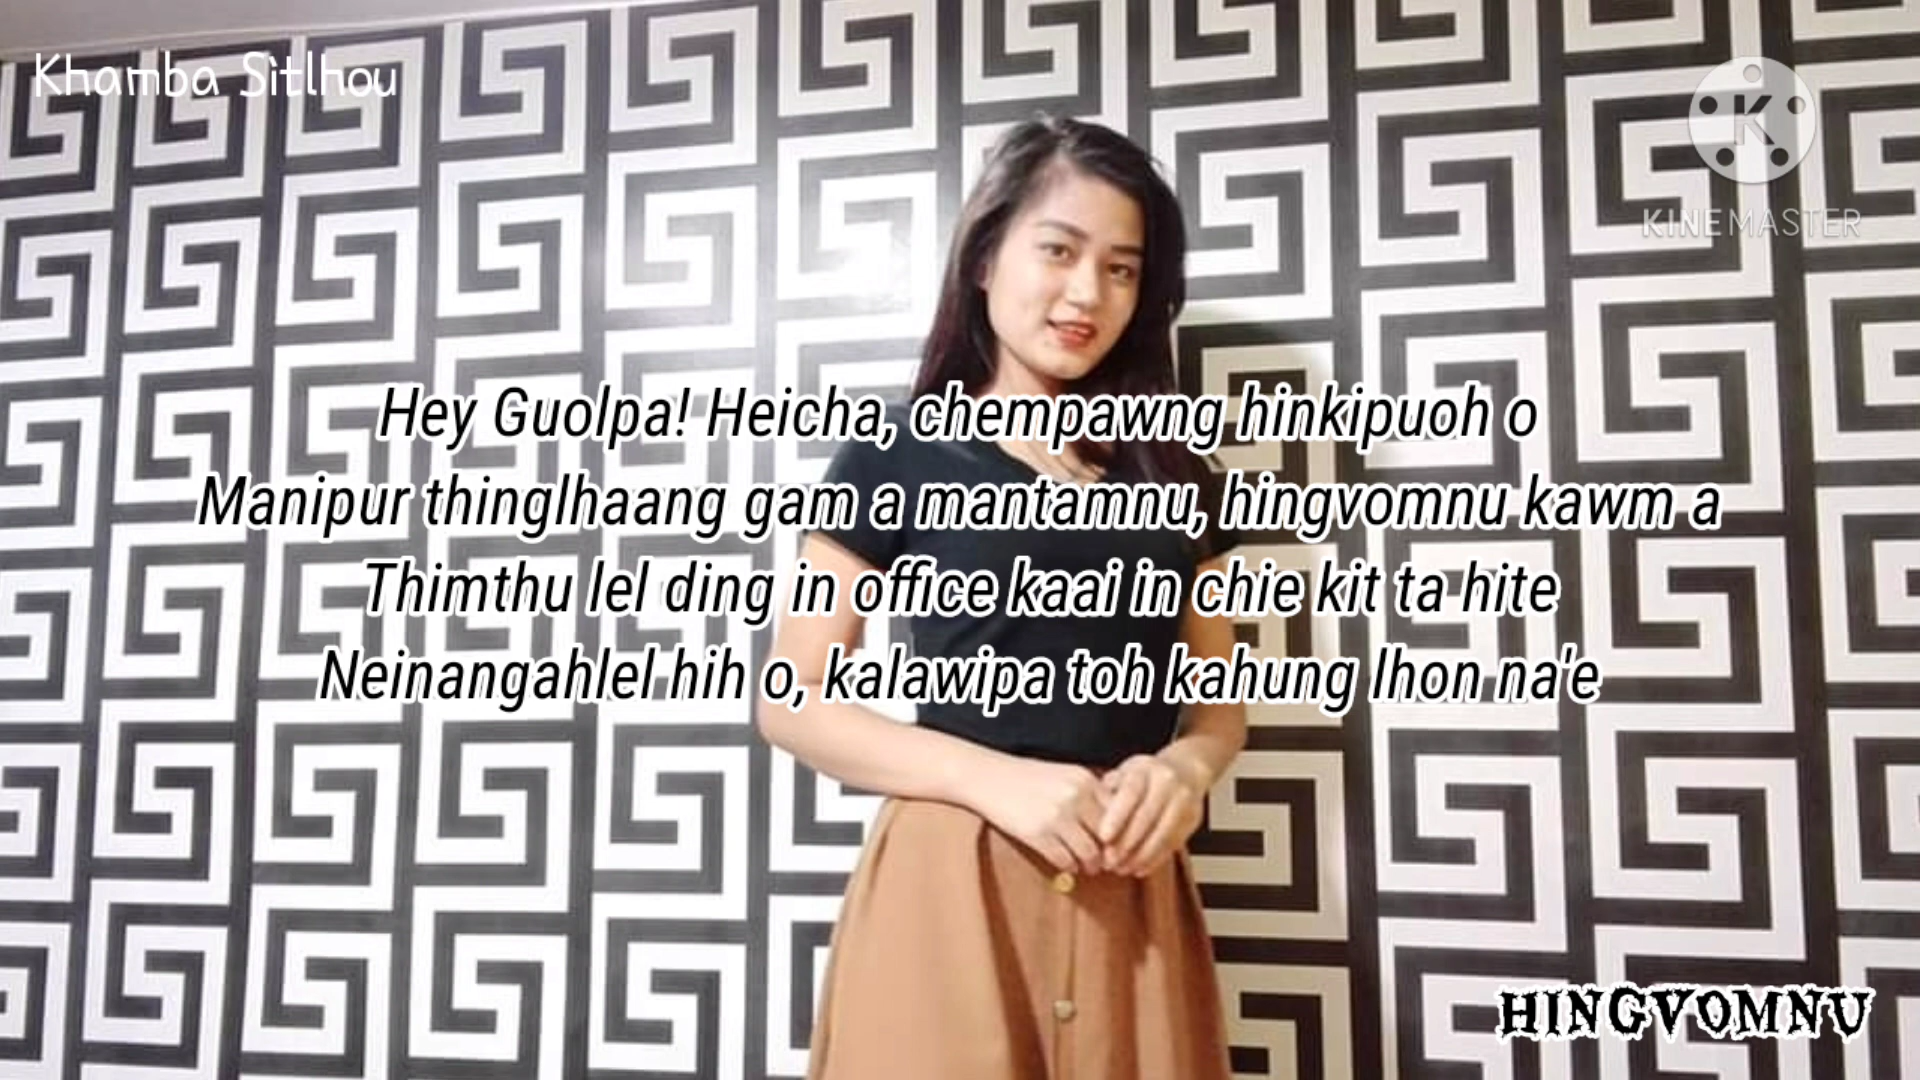 Khamba Sitlhou
KINEMASTER
Hey Guolpa! Heicha, chempawng hinkipuoh o
Manipur thinglhaang gam a mantamnu, hingvomnu kawm a
Thimthu lel ding in office kaai in chie kit ta hite
Neinangahlel hih o, kalawipa toh kahung lhon na'e
HINGVOMNU